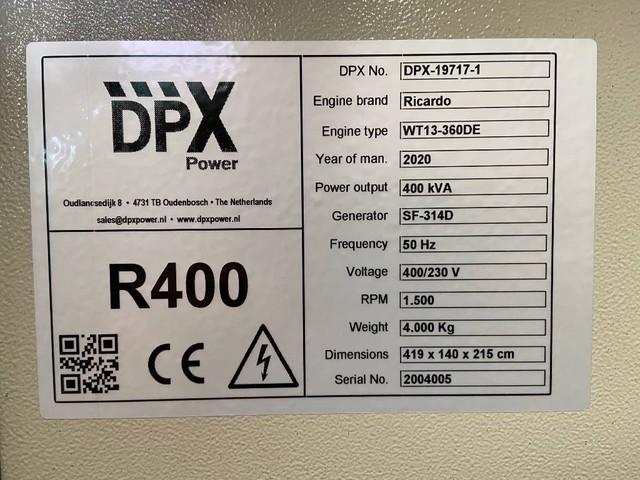 DPX
Power
Oudlandsedijk 8 • 4731 TB Oudenbosch • The Netherlands
sales@dpxpower.nl • www.dpxpower.nl
R400
CE
DPX No. DPX-19717-1
Engine brand Ricardo
Engine type WT13-360DE
Year of man. 2020
Power output 400 kVA
Generator SF-314D
Frequency 50 Hz
Voltage 400/230 V
RPM 1.500
Weight 4.000 Kg
Dimensions 419 x 140 x 215 cm
Serial No. 2004005